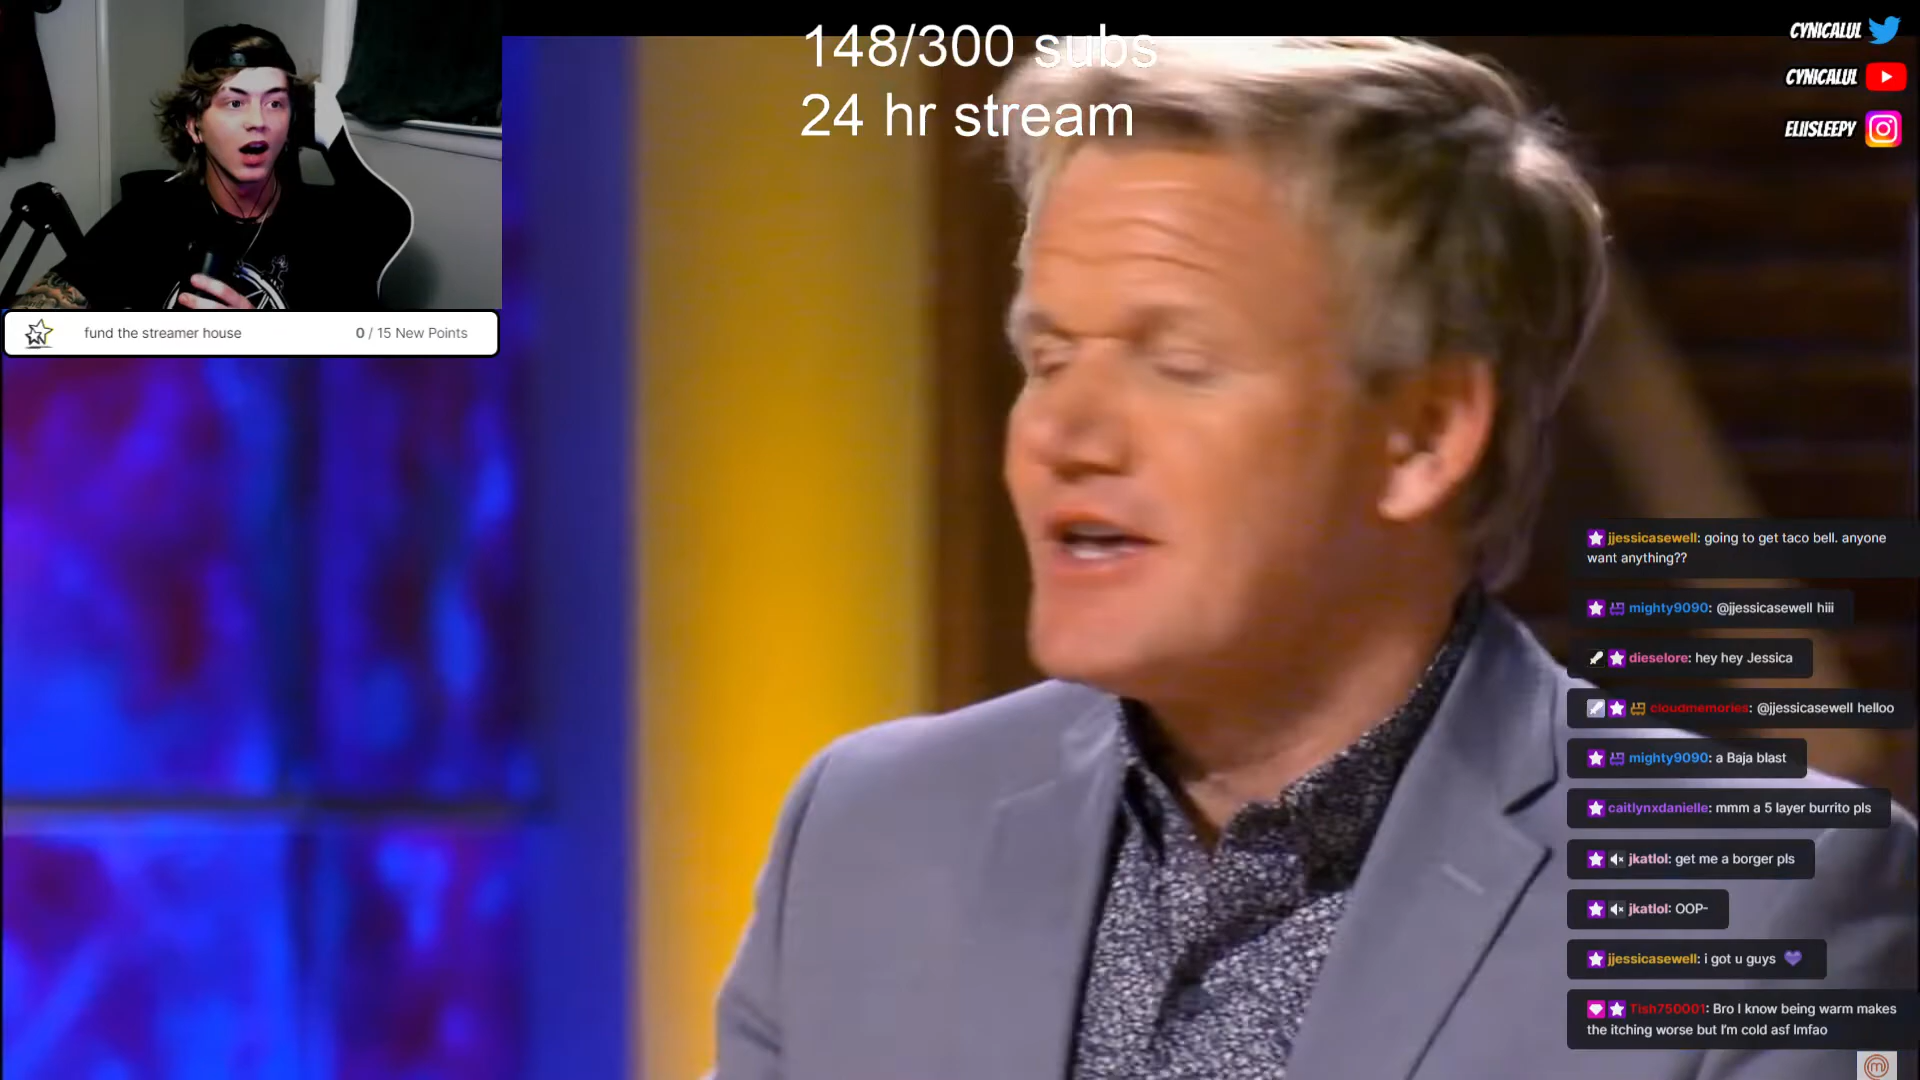 148/300 subs
24 hr stream
CYNICALUL
CYNICALUL
ELIISLEEPY
fund the streamer house 0 / 15 New Points
jjessicasewell: going to get taco bell. anyone
want anything??
mighty9090: @jjessicasewell hiii
dieselore: hey hey Jessica
cloudmemories: @jjessicasewell helloo
mighty9090: a Baja blast
caitlynxdanielle: mmm a 5 layer burrito pls
jkatlol: get me a borger pls
jkatlol: OOP-
jjessicasewell: i got u guys
Tish750001: Bro I know being warm makes
the itching worse but I'm cold asf lmfao